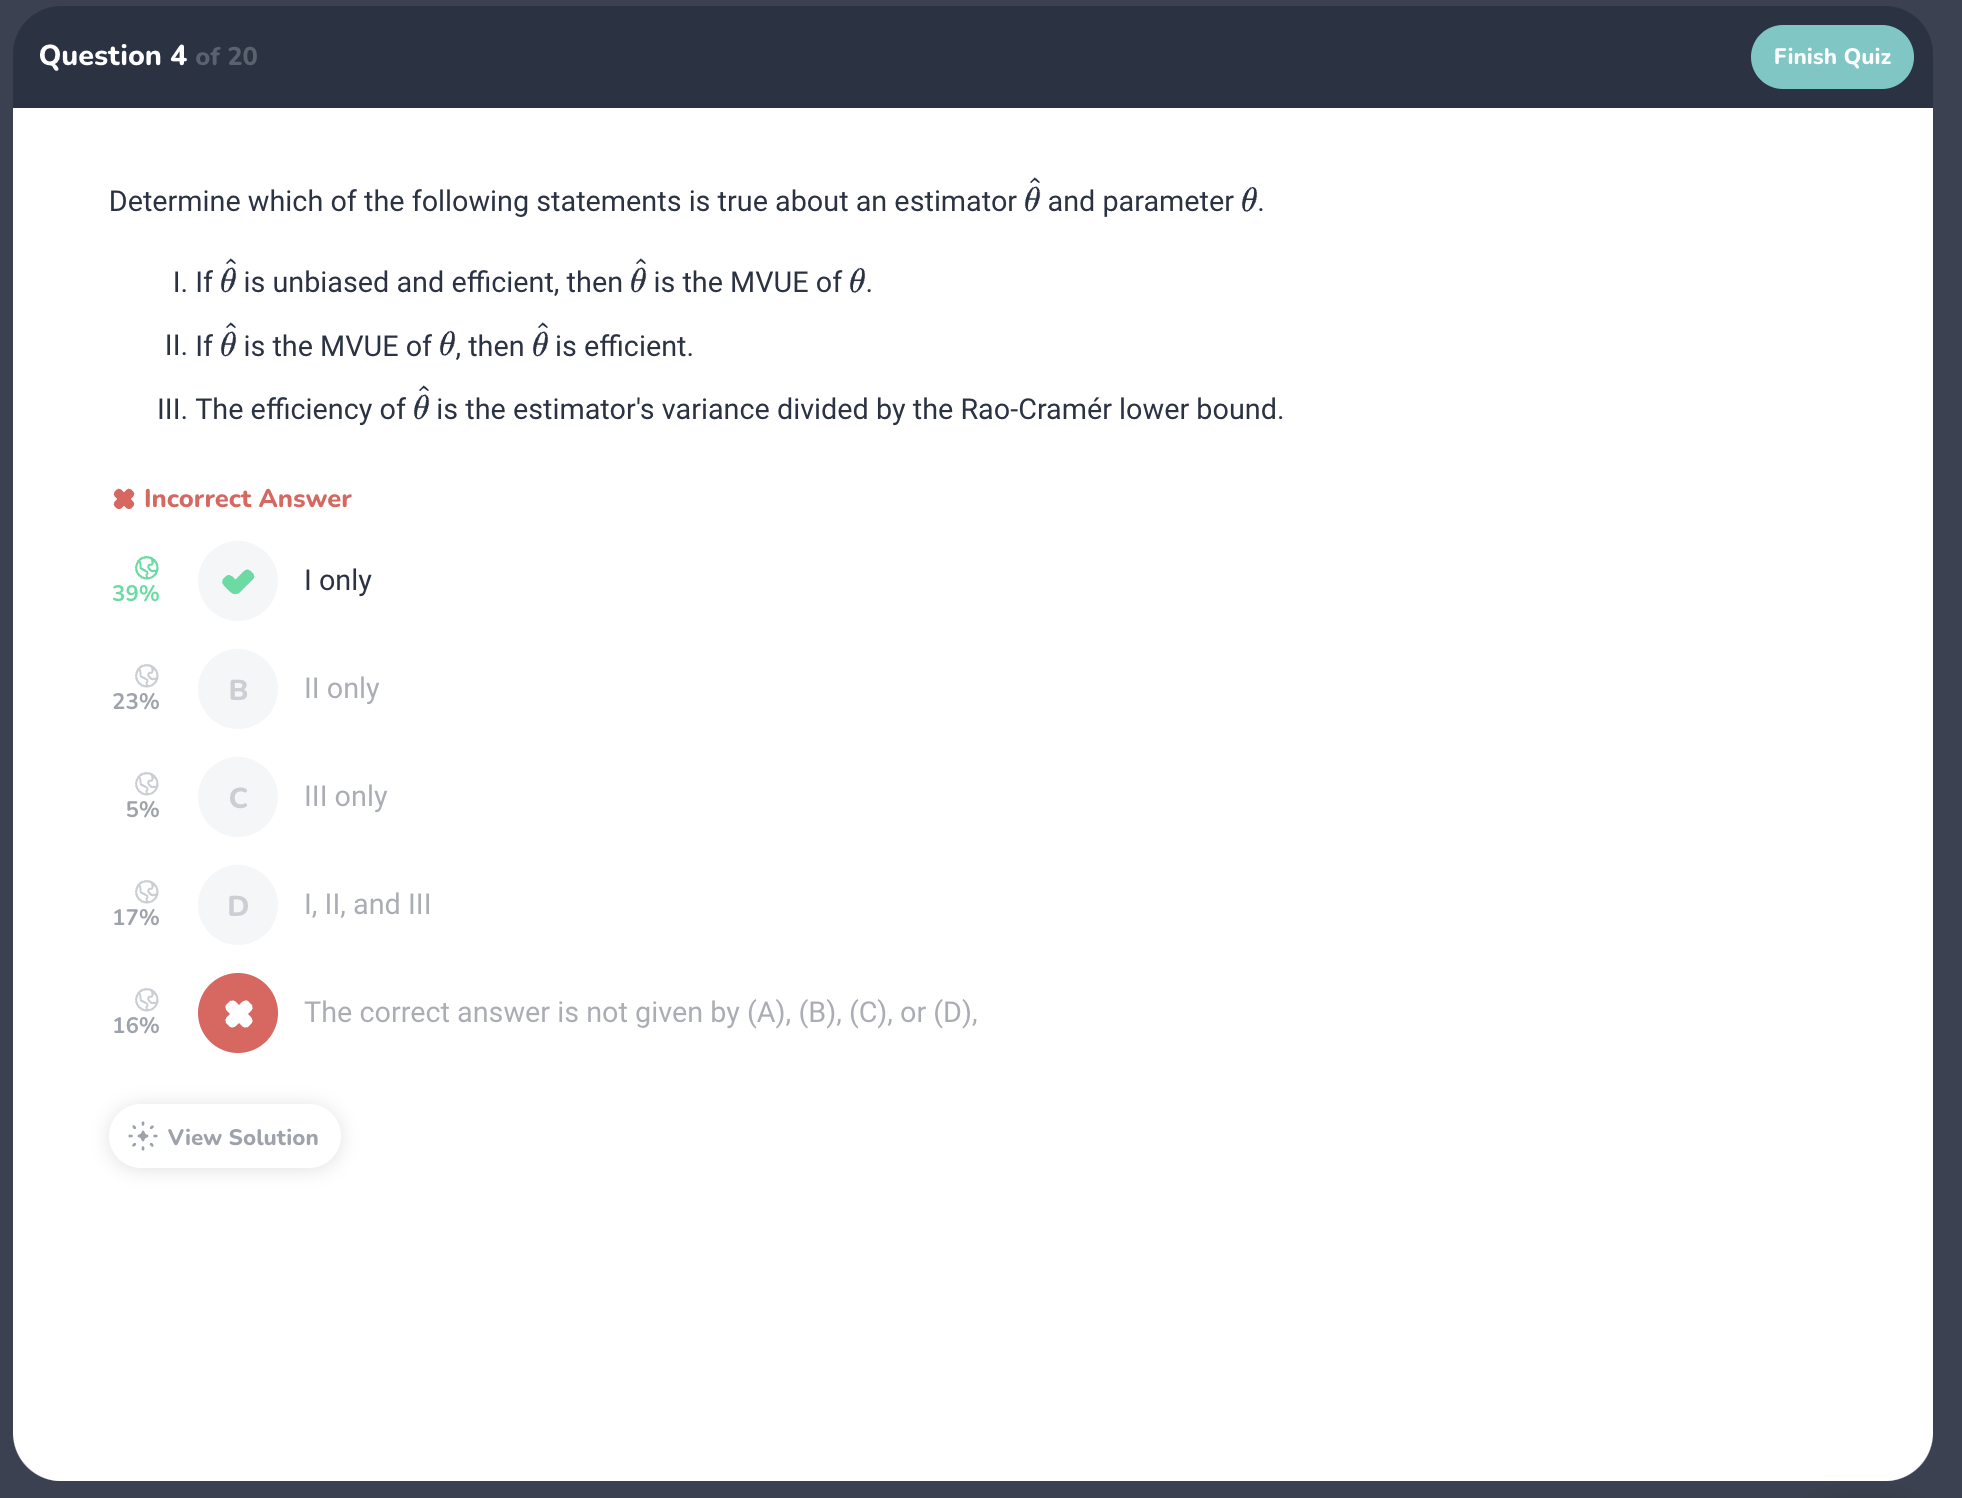 Question 4 of 20
Finish Quiz
Determine which of the following statements is true about an estimator θ̂ and parameter θ.
I. If θ̂ is unbiased and efficient, then θ̂ is the MVUE of θ.
II. If θ̂ is the MVUE of θ, then θ̂ is efficient.
III. The efficiency of θ̂ is the estimator's variance divided by the Rao-Cramér lower bound.
Incorrect Answer
39% I only
23% B II only
5% C III only
17% D I, II, and III
16% The correct answer is not given by (A), (B), (C), or (D),
View Solution